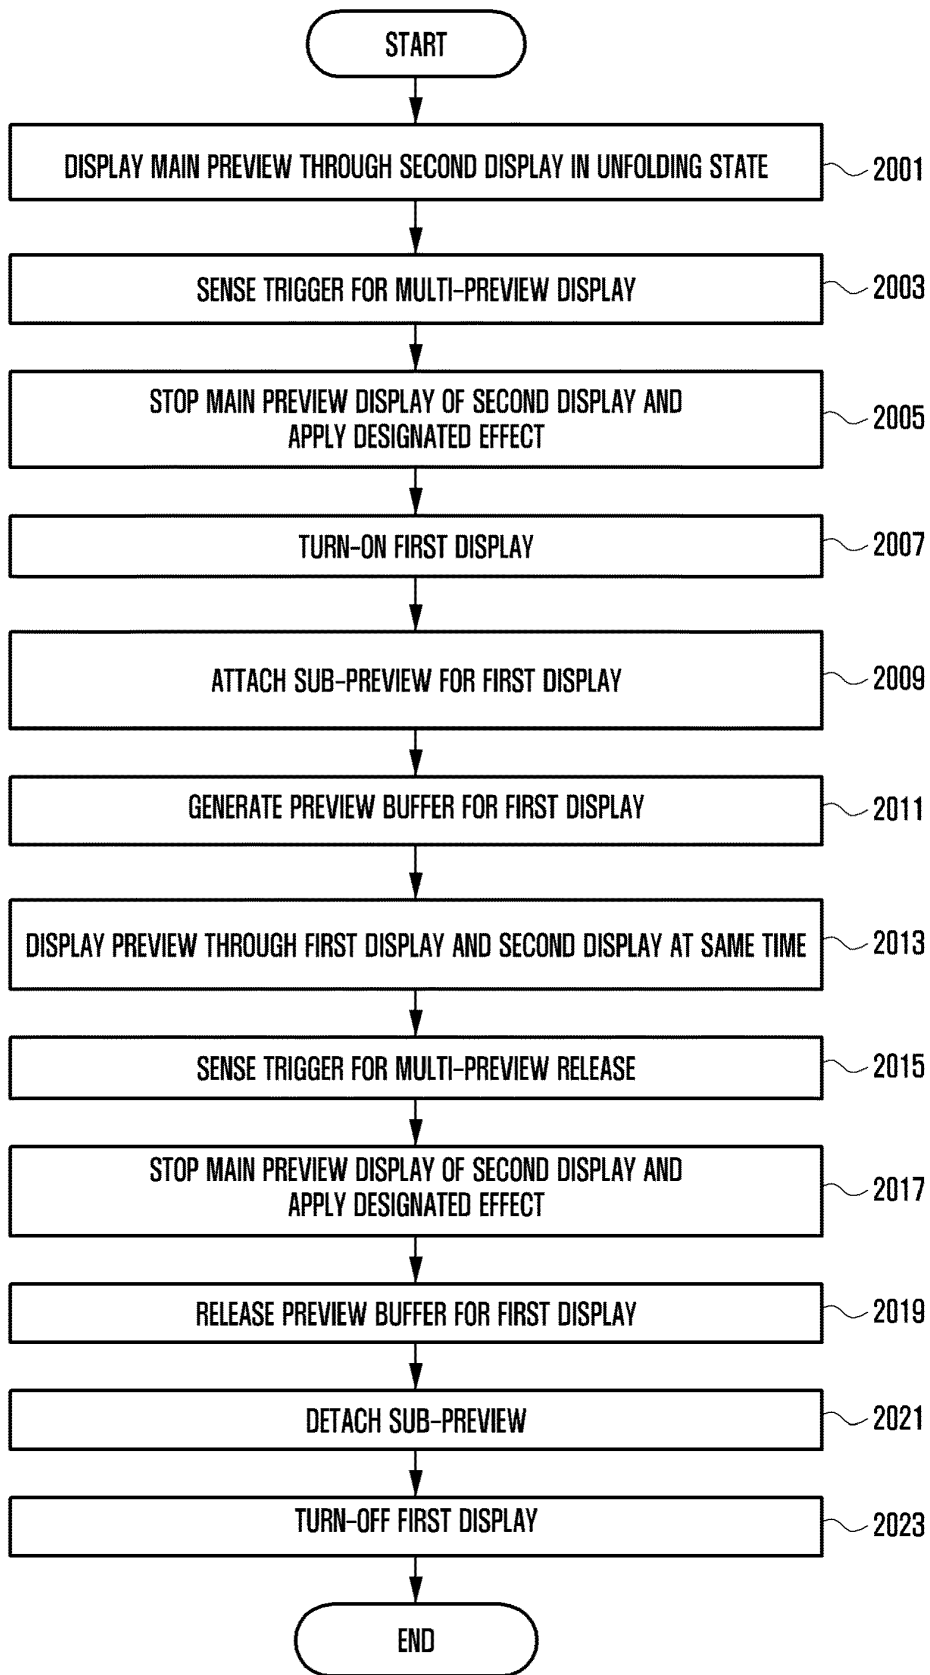 START
DISPLAY MAIN PREVIEW THROUGH SECOND DISPLAY IN UNFOLDING STATE
2001
SENSE TRIGGER FOR MULTI-PREVIEW DISPLAY
2003
STOP MAIN PREVIEW DISPLAY OF SECOND DISPLAY AND
APPLY DESIGNATED EFFECT
2005
TURN-ON FIRST DISPLAY
2007
ATTACH SUB-PREVIEW FOR FIRST DISPLAY
2009
GENERATE PREVIEW BUFFER FOR FIRST DISPLAY
2011
DISPLAY PREVIEW THROUGH FIRST DISPLAY AND SECOND DISPLAY AT SAME TIME
2013
SENSE TRIGGER FOR MULTI-PREVIEW RELEASE
2015
STOP MAIN PREVIEW DISPLAY OF SECOND DISPLAY AND
APPLY DESIGNATED EFFECT
2017
RELEASE PREVIEW BUFFER FOR FIRST DISPLAY
2019
DETACH SUB-PREVIEW
2021
TURN-OFF FIRST DISPLAY
2023
END